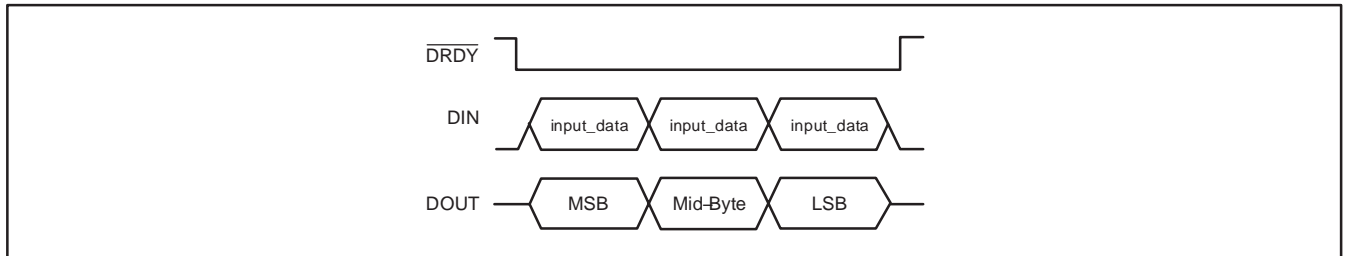 DRDY
DIN input_data input_data input_data
DOUT MSB Mid-Byte LSB